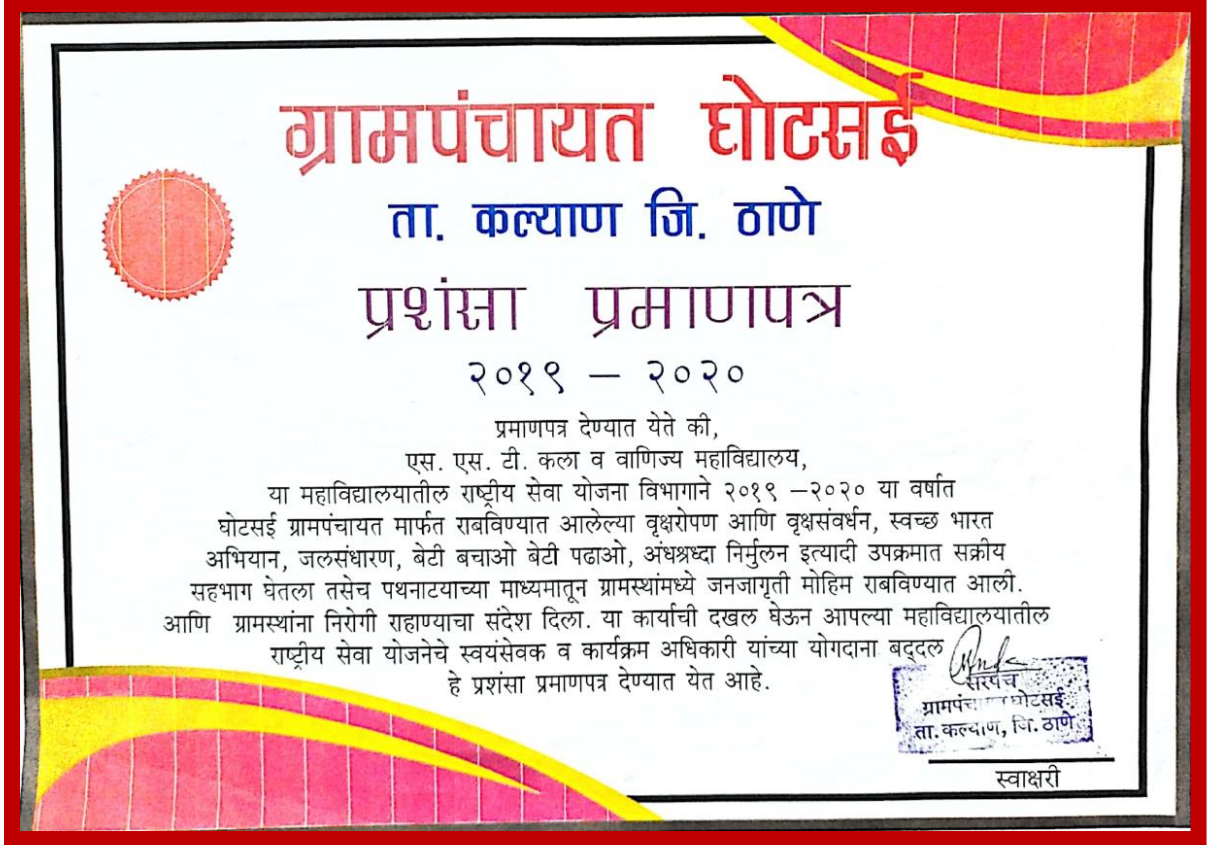 ग्रामपंचायत घोटसई
ता. कल्याण जि. ठाणे
प्रशंसा प्रमाणपत्र
२०१९ – २०२०
प्रमाणपत्र देण्यात येते की,
एस. एस. टी. कला व वाणिज्य महाविद्यालय,
या महाविद्यालयातील राष्ट्रीय सेवा योजना विभागाने २०१९ –२०२० या वर्षात
घोटसई ग्रामपंचायत मार्फत राबविण्यात आलेल्या वृक्षरोपण आणि वृक्षसंवर्धन, स्वच्छ भारत
अभियान, जलसंधारण, बेटी बचाओ बेटी पढाओ, अंधश्रध्दा निर्मुलन इत्यादी उपक्रमात सक्रीय
सहभाग घेतला तसेच पथनाटयाच्या माध्यमातून ग्रामस्थांमध्ये जनजागृती मोहिम राबविण्यात आली.
आणि ग्रामस्थांना निरोगी राहाण्याचा संदेश दिला. या कार्याची दखल घेऊन आपल्या महाविद्यालयातील
राष्ट्रीय सेवा योजनेचे स्वयंसेवक व कार्यक्रम अधिकारी यांच्या योगदाना बद्दल
हे प्रशंसा प्रमाणपत्र देण्यात येत आहे.
सरपंच
ग्रामपंचायत घोटसई
ता. कल्याण, जि. ठाणे
स्वाक्षरी